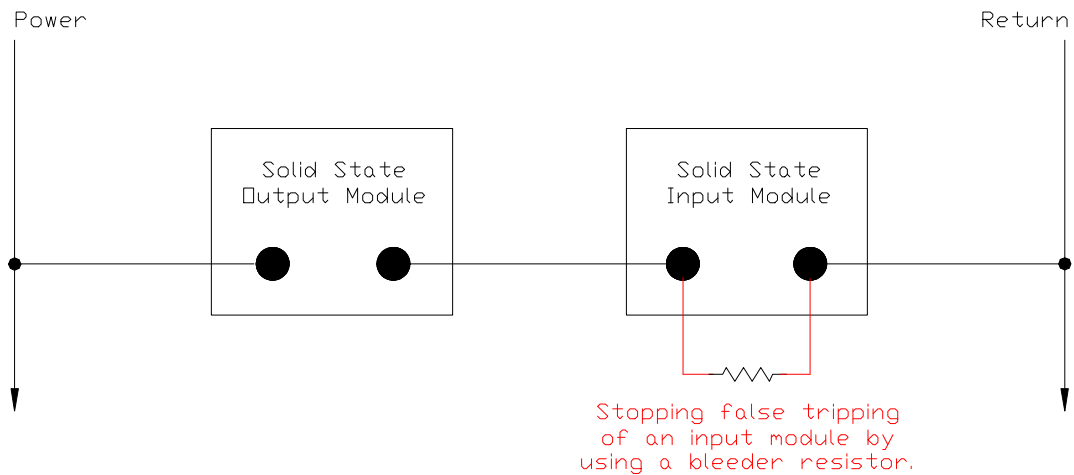 Power
Return
Solid State
Output Module
Solid State
Input Module
Stopping false tripping
of an input module by
using a bleeder resistor.